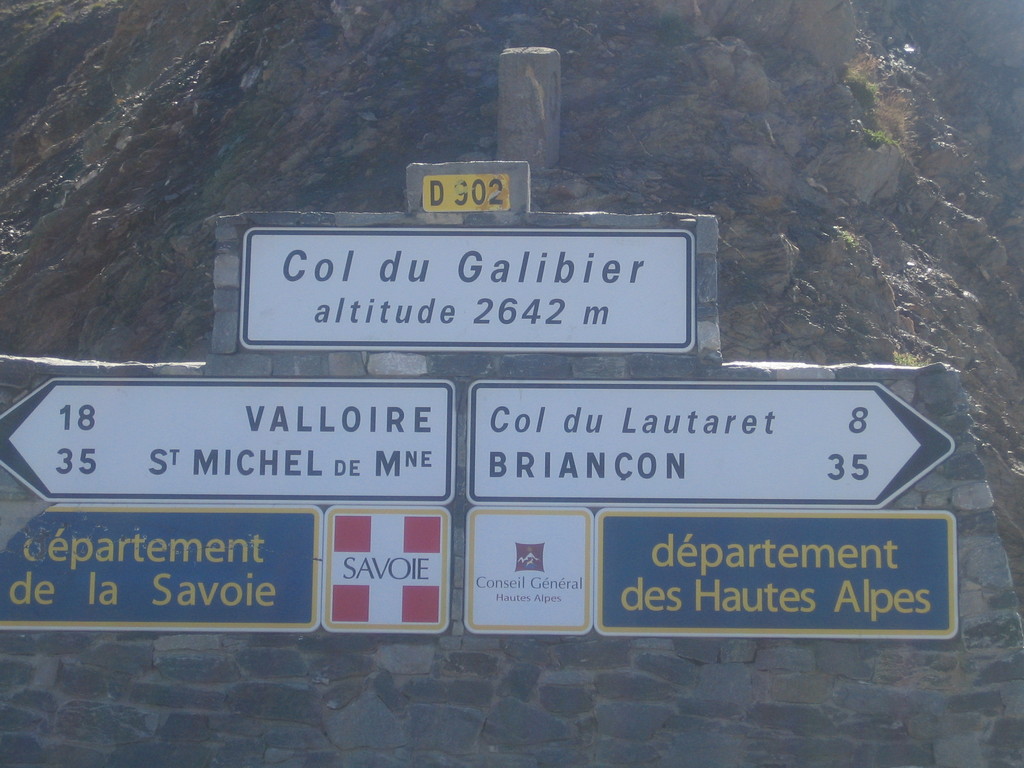 D 902
Col du Galibier
altitude 2642 m
18 VALLOIRE
35 ST MICHEL DE MNE
Col du Lautaret 8
BRIANÇON 35
département
de la Savoie
SAVOIE
Conseil Général
Hautes Alpes
département
des Hautes Alpes